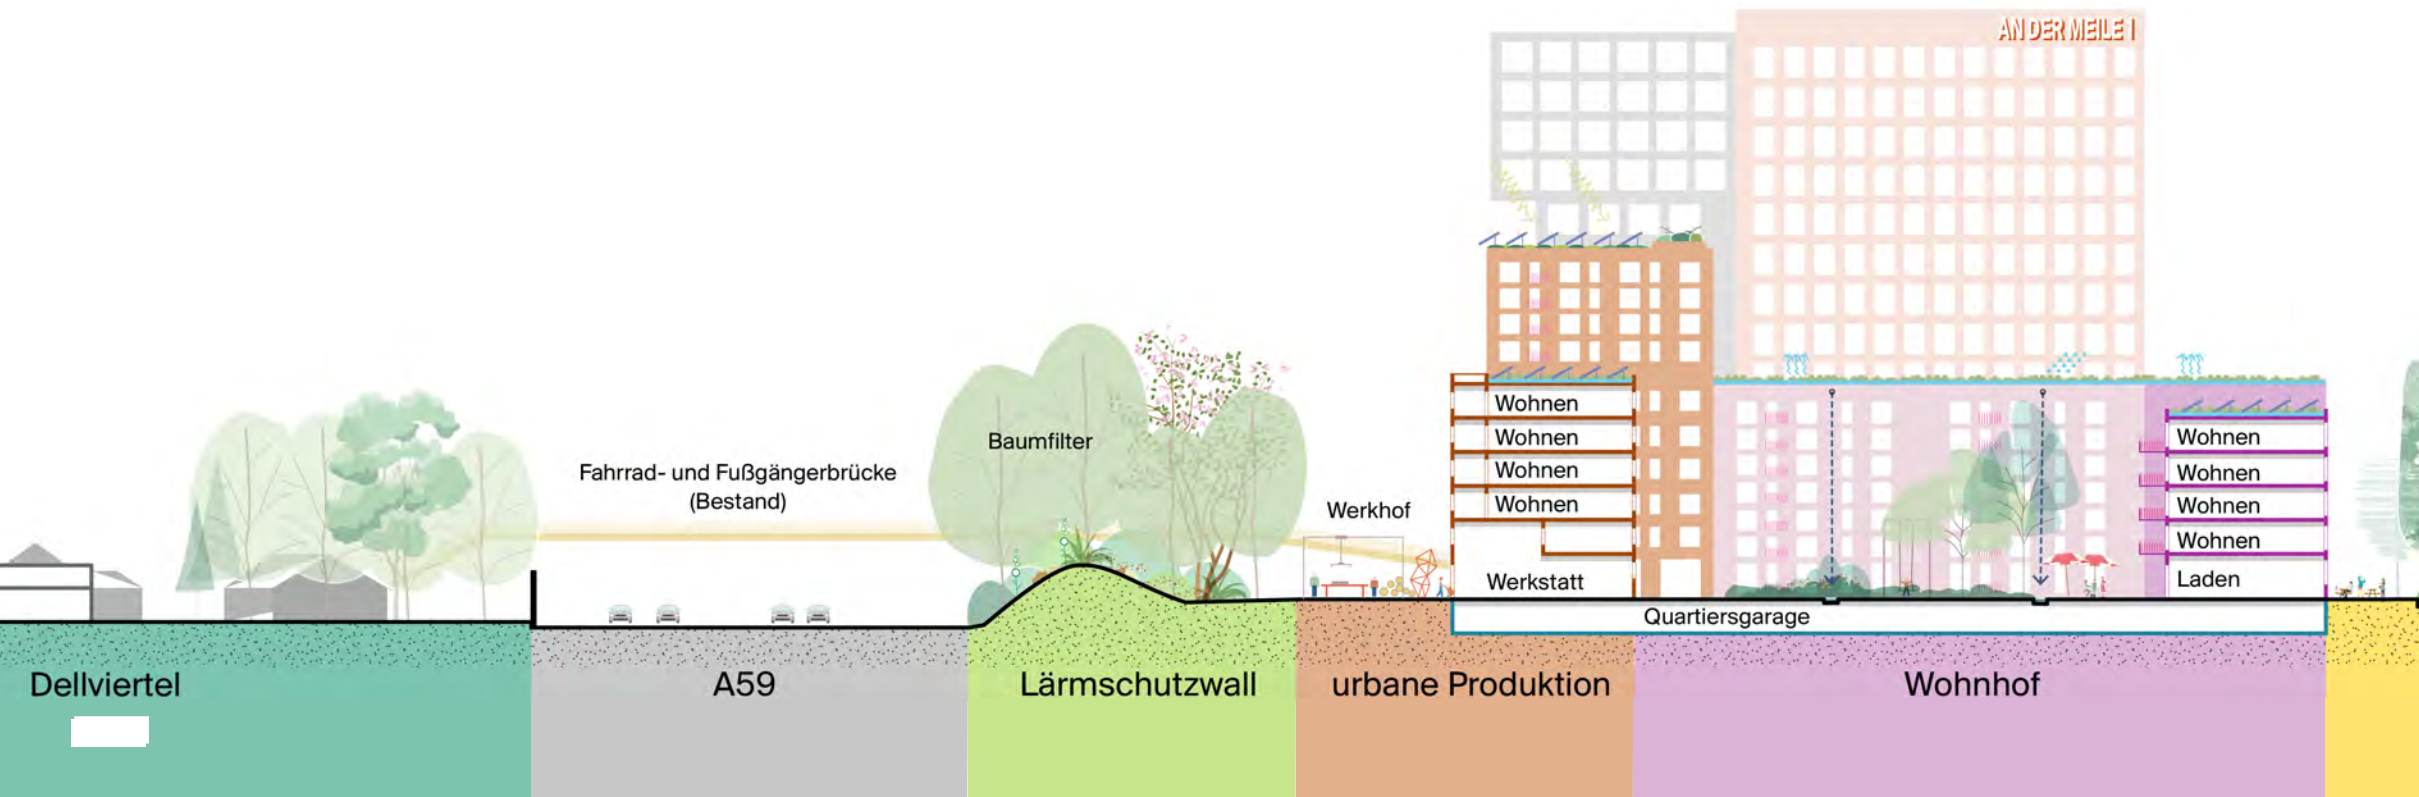 AN DER MEILE 1
Baumfilter
Fahrrad- und Fußgängerbrücke
(Bestand)
Werkhof
Wohnen
Wohnen
Wohnen
Wohnen
Werkstatt
Wohnen
Wohnen
Wohnen
Wohnen
Laden
Quartiersgarage
Dellviertel
A59
Lärmschutzwall
urbane Produktion
Wohnhof